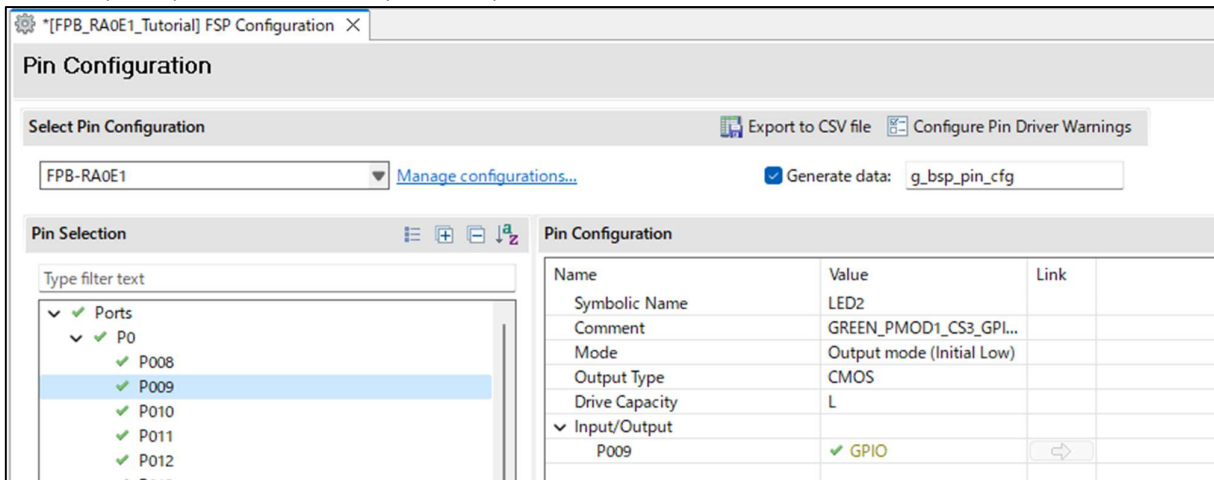 *[FPB_RA0E1_Tutorial] FSP Configuration
Pin Configuration
Select Pin Configuration
Export to CSV file
Configure Pin Driver Warnings
FPB-RA0E1
Manage configurations...
Generate data:
g_bsp_pin_cfg
Pin Selection
Type filter text
Ports
P0
P008
P009
P010
P011
P012
Pin Configuration
Name Value Link
Symbolic Name LED2
Comment GREEN_PMOD1_CS3_GPI...
Mode Output mode (Initial Low)
Output Type CMOS
Drive Capacity L
Input/Output
P009 GPIO